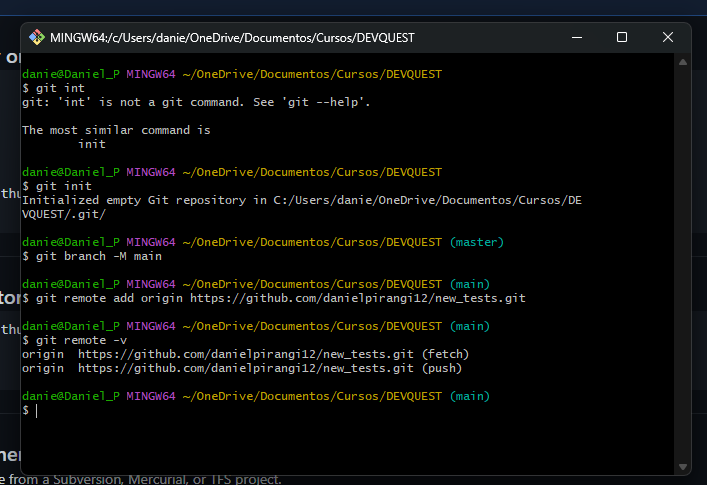 MINGW64:/c/Users/danie/OneDrive/Documentos/Cursos/DEVQUEST
danie@Daniel_P MINGW64 ~/OneDrive/Documentos/Cursos/DEVQUEST
$ git int
git: 'int' is not a git command. See 'git --help'.
The most similar command is
init
danie@Daniel_P MINGW64 ~/OneDrive/Documentos/Cursos/DEVQUEST
$ git init
Initialized empty Git repository in C:/Users/danie/OneDrive/Documentos/Cursos/DE
VQUEST/.git/
danie@Daniel_P MINGW64 ~/OneDrive/Documentos/Cursos/DEVQUEST (master)
$ git branch -M main
danie@Daniel_P MINGW64 ~/OneDrive/Documentos/Cursos/DEVQUEST (main)
$ git remote add origin https://github.com/danielpirangi12/new_tests.git
danie@Daniel_P MINGW64 ~/OneDrive/Documentos/Cursos/DEVQUEST (main)
$ git remote -v
origin  https://github.com/danielpirangi12/new_tests.git (fetch)
origin  https://github.com/danielpirangi12/new_tests.git (push)
danie@Daniel_P MINGW64 ~/OneDrive/Documentos/Cursos/DEVQUEST (main)
$
from a Subversion, Mercurial, or TFS project.